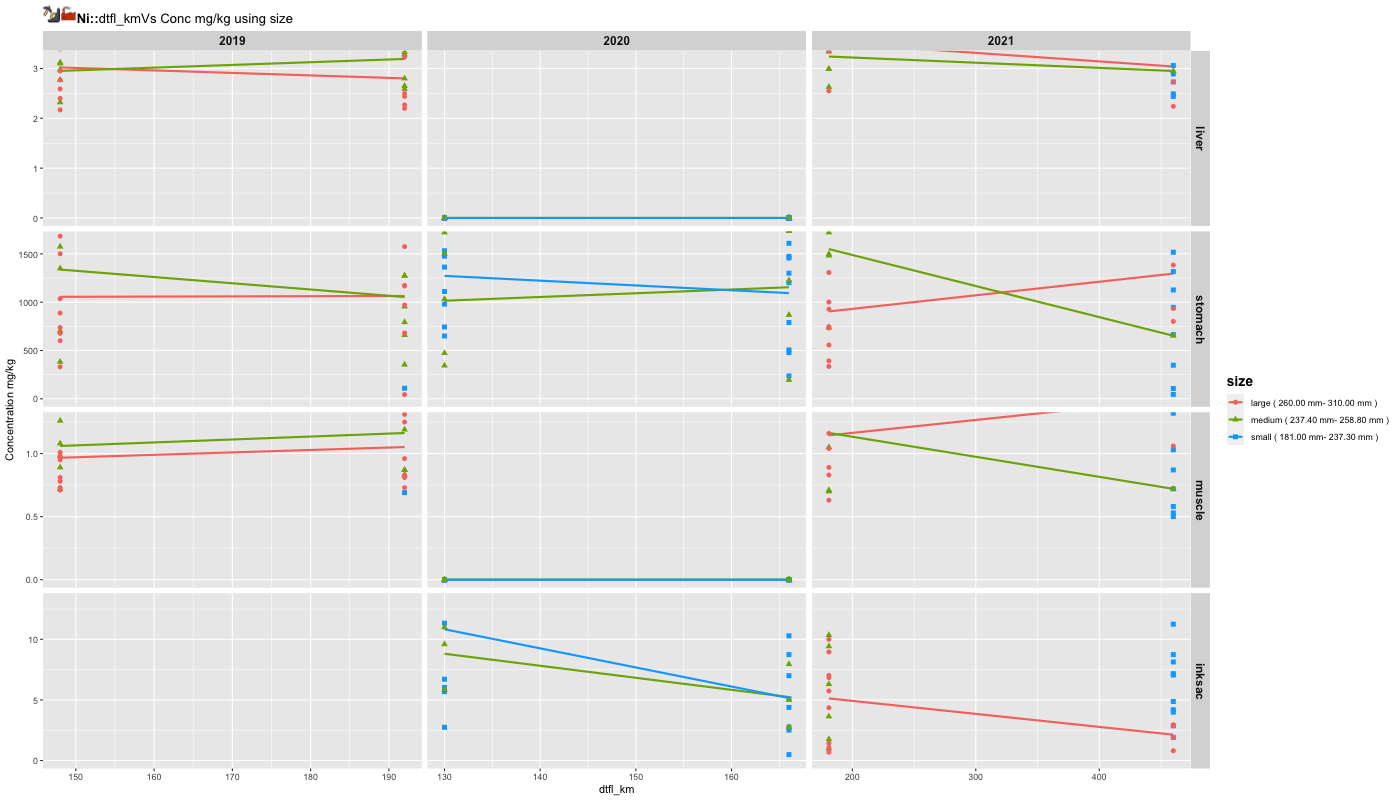 Ni::dtfl_kmVs Conc mg/kg using size
2019
2020
2021
3
2
1
0
liver
1500
1000
500
0
stomach
1.0
0.5
0.0
muscle
10
5
0
inksac
150
160
170
180
190
130
140
150
160
200
300
400
dtfl_km
Concentration mg/kg
size
large ( 260.00 mm- 310.00 mm )
medium ( 237.40 mm- 258.80 mm )
small ( 181.00 mm- 237.30 mm )